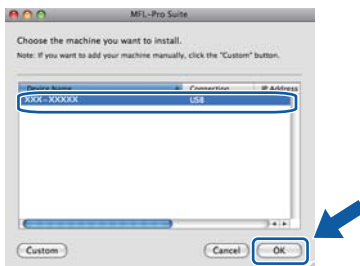 MFL-Pro Suite
Choose the machine you want to install.
Note: If you want to add your machine manually, click the "Custom" button.
Device Name Connection IP Address
XXX-XXXXX USB
Custom Cancel OK